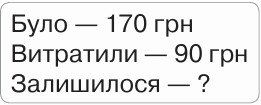 Було — 170 грн
Витратили — 90 грн
Залишилося — ?